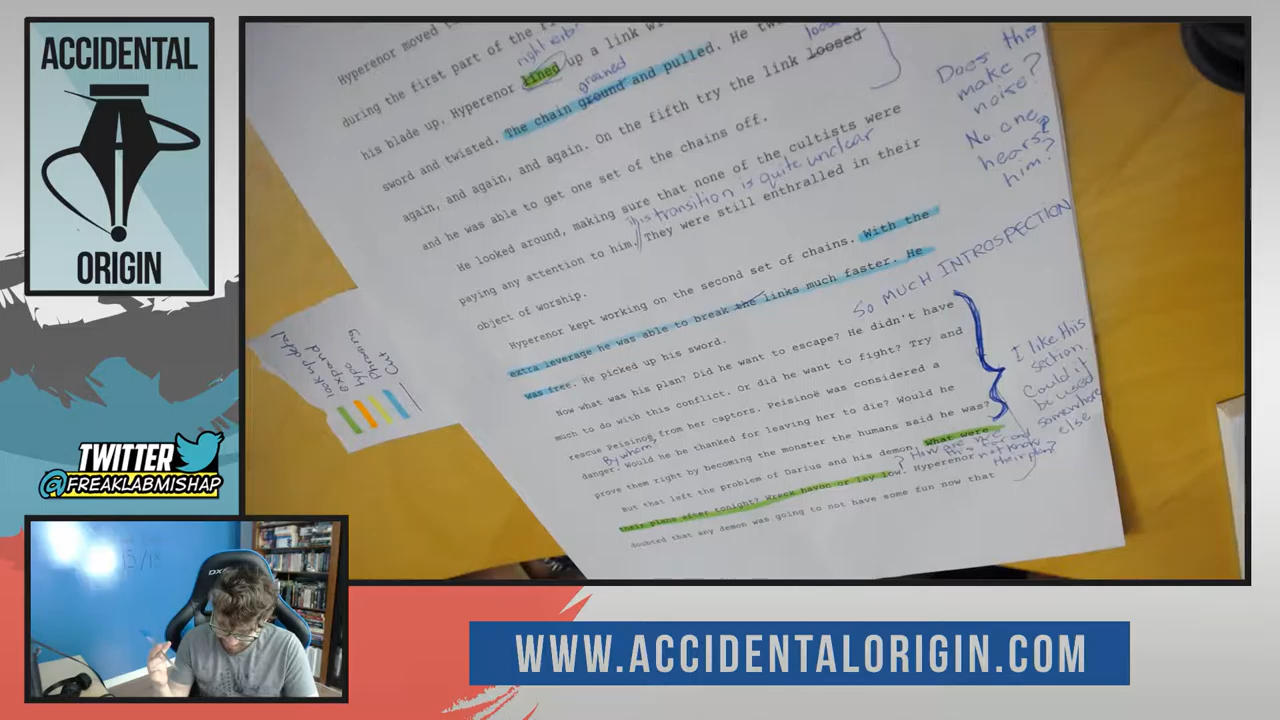 ACCIDENTAL
ORIGIN
TWITTER
@FREAKLABMISHAP
WWW.ACCIDENTALORIGIN.COM
Hyperenor moved
during the first part of the
his blade up. Hyperenor lined up a link
sword and twisted. The chain ground and pulled. He
again, and again, and again. On the fifth try the link loosed
and he was able to get one set of the chains off.
He looked around, making sure that none of the cultists were
paying any attention to him. They were still enthralled in their
object of worship.
Hyperenor kept working on the second set of chains. With the
extra leverage he was able to break the links much faster. He
was free. He picked up his sword.
Now what was his plan? Did he want to escape? He didn't have
much to do with this conflict. Or did he want to fight? Try and
rescue Peisinoë from her captors. Peisinoë was considered a
danger. Would he be thanked for leaving her to die? Would he
prove them right by becoming the monster the humans said he was?
But that left the problem of Darius and his demon. What were
their plans after tonight? Wreck havoc or lay low. Hyperenor
doubted that any demon was going to not have some fun now that
grained
this transition is quite unclear
By whom?
Does this
make
noise?
No one
hears
him?
SO MUCH INTROSPECTION
I like this
section.
Could it
be used
somewhere
else
their plan?
Cut
Phrasing
hype
expand
look up detail